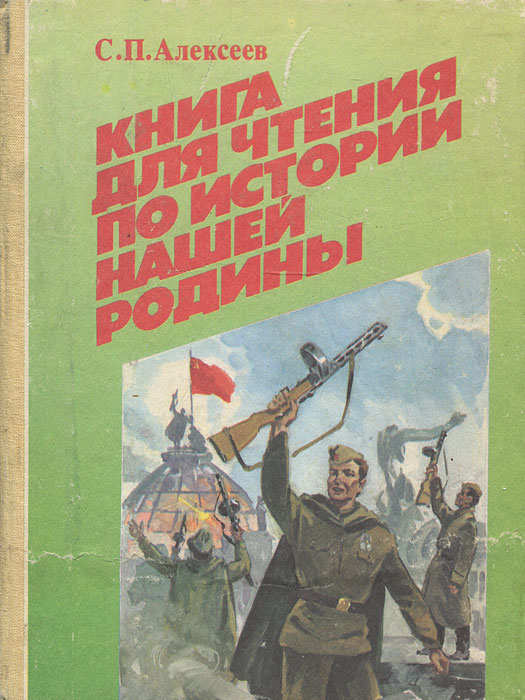 С.П.Алексеев
КНИГА
ДЛЯ ЧТЕНИЯ
ПО ИСТОРИИ
НАШЕЙ
РОДИНЫ